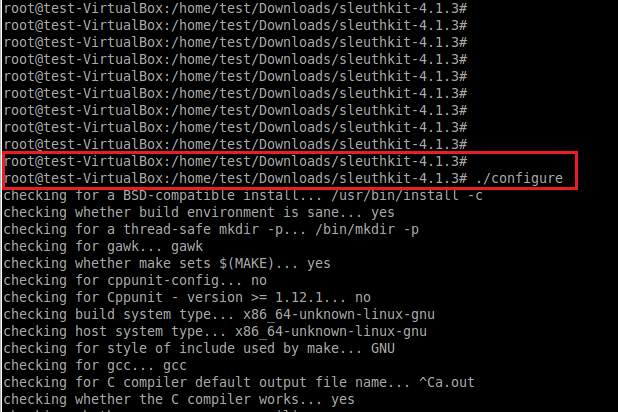 root@test-VirtualBox:/home/test/Downloads/sleuthkit-4.1.3#
root@test-VirtualBox:/home/test/Downloads/sleuthkit-4.1.3#
root@test-VirtualBox:/home/test/Downloads/sleuthkit-4.1.3#
root@test-VirtualBox:/home/test/Downloads/sleuthkit-4.1.3#
root@test-VirtualBox:/home/test/Downloads/sleuthkit-4.1.3#
root@test-VirtualBox:/home/test/Downloads/sleuthkit-4.1.3#
root@test-VirtualBox:/home/test/Downloads/sleuthkit-4.1.3#
root@test-VirtualBox:/home/test/Downloads/sleuthkit-4.1.3#
root@test-VirtualBox:/home/test/Downloads/sleuthkit-4.1.3#
root@test-VirtualBox:/home/test/Downloads/sleuthkit-4.1.3#
root@test-VirtualBox:/home/test/Downloads/sleuthkit-4.1.3# ./configure
checking for a BSD-compatible install... /usr/bin/install -c
checking whether build environment is sane... yes
checking for a thread-safe mkdir -p... /bin/mkdir -p
checking for gawk... gawk
checking whether make sets $(MAKE)... yes
checking for cppunit-config... no
checking for Cppunit - version >= 1.12.1... no
checking build system type... x86_64-unknown-linux-gnu
checking host system type... x86_64-unknown-linux-gnu
checking for style of include used by make... GNU
checking for gcc... gcc
checking for C compiler default output file name... ^Ca.out
checking whether the C compiler works... yes